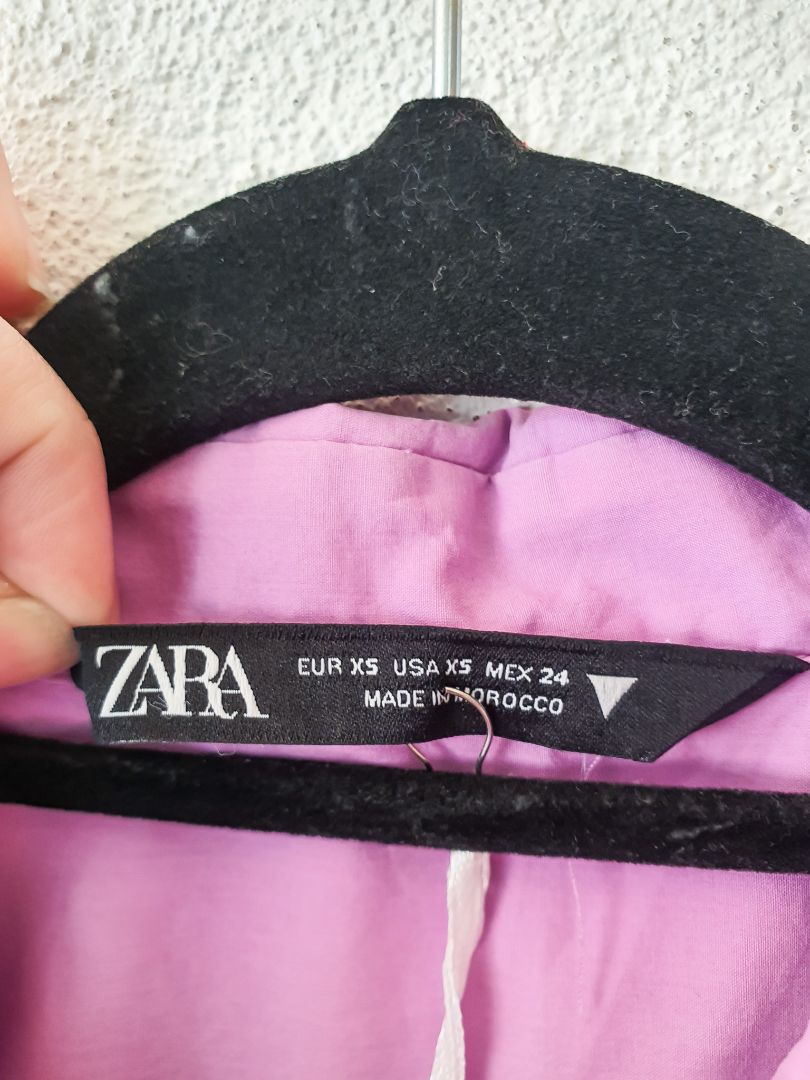 ZARA
EUR XS USA XS MEX 24
MADE IN MOROCCO